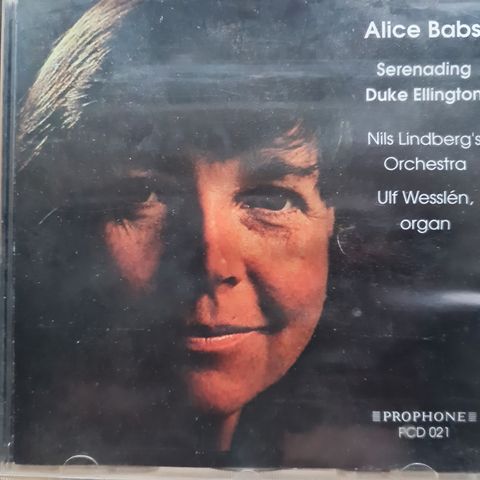 Alice Babs
Serenading
Duke Ellington
Nils Lindberg's
Orchestra
Ulf Wesslén,
organ
PROPHONE
PCD 021